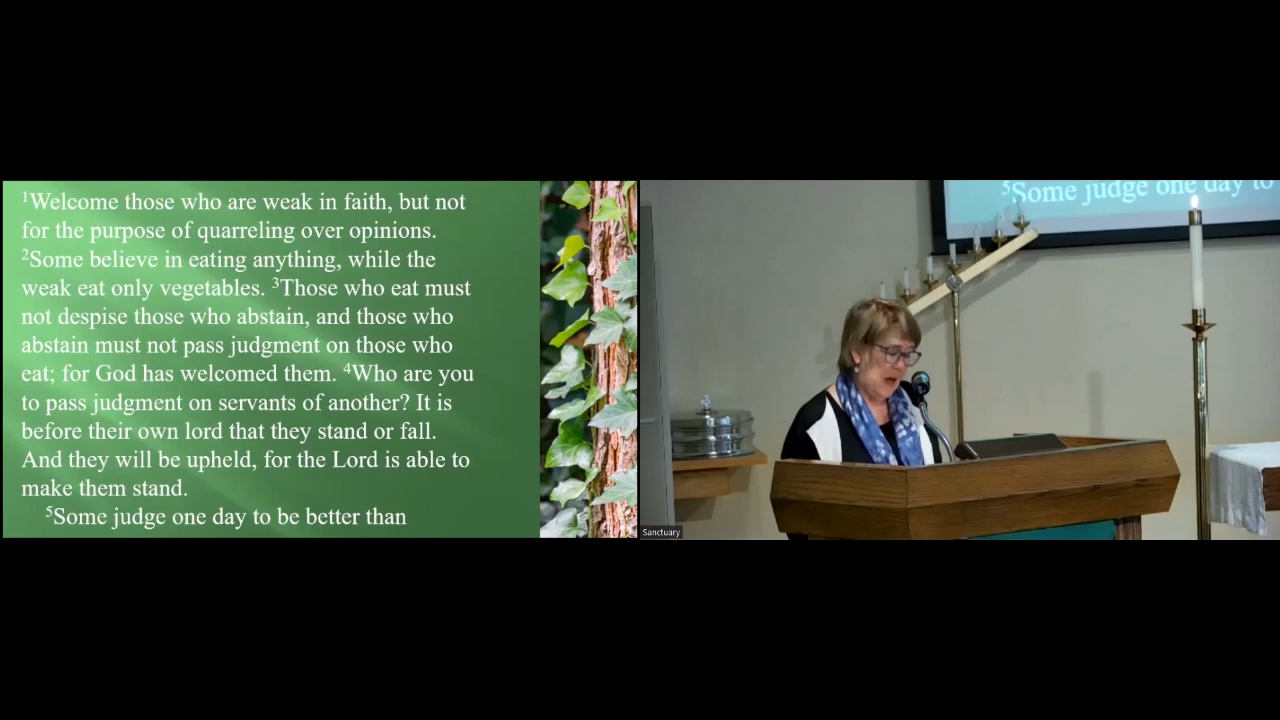 ¹Welcome those who are weak in faith, but not
for the purpose of quarreling over opinions.
²Some believe in eating anything, while the
weak eat only vegetables. ³Those who eat must
not despise those who abstain, and those who
abstain must not pass judgment on those who
eat; for God has welcomed them. ⁴Who are you
to pass judgment on servants of another? It is
before their own lord that they stand or fall.
And they will be upheld, for the Lord is able to
make them stand.
⁵Some judge one day to be better than
⁵Some judge one day to
Sanctuary